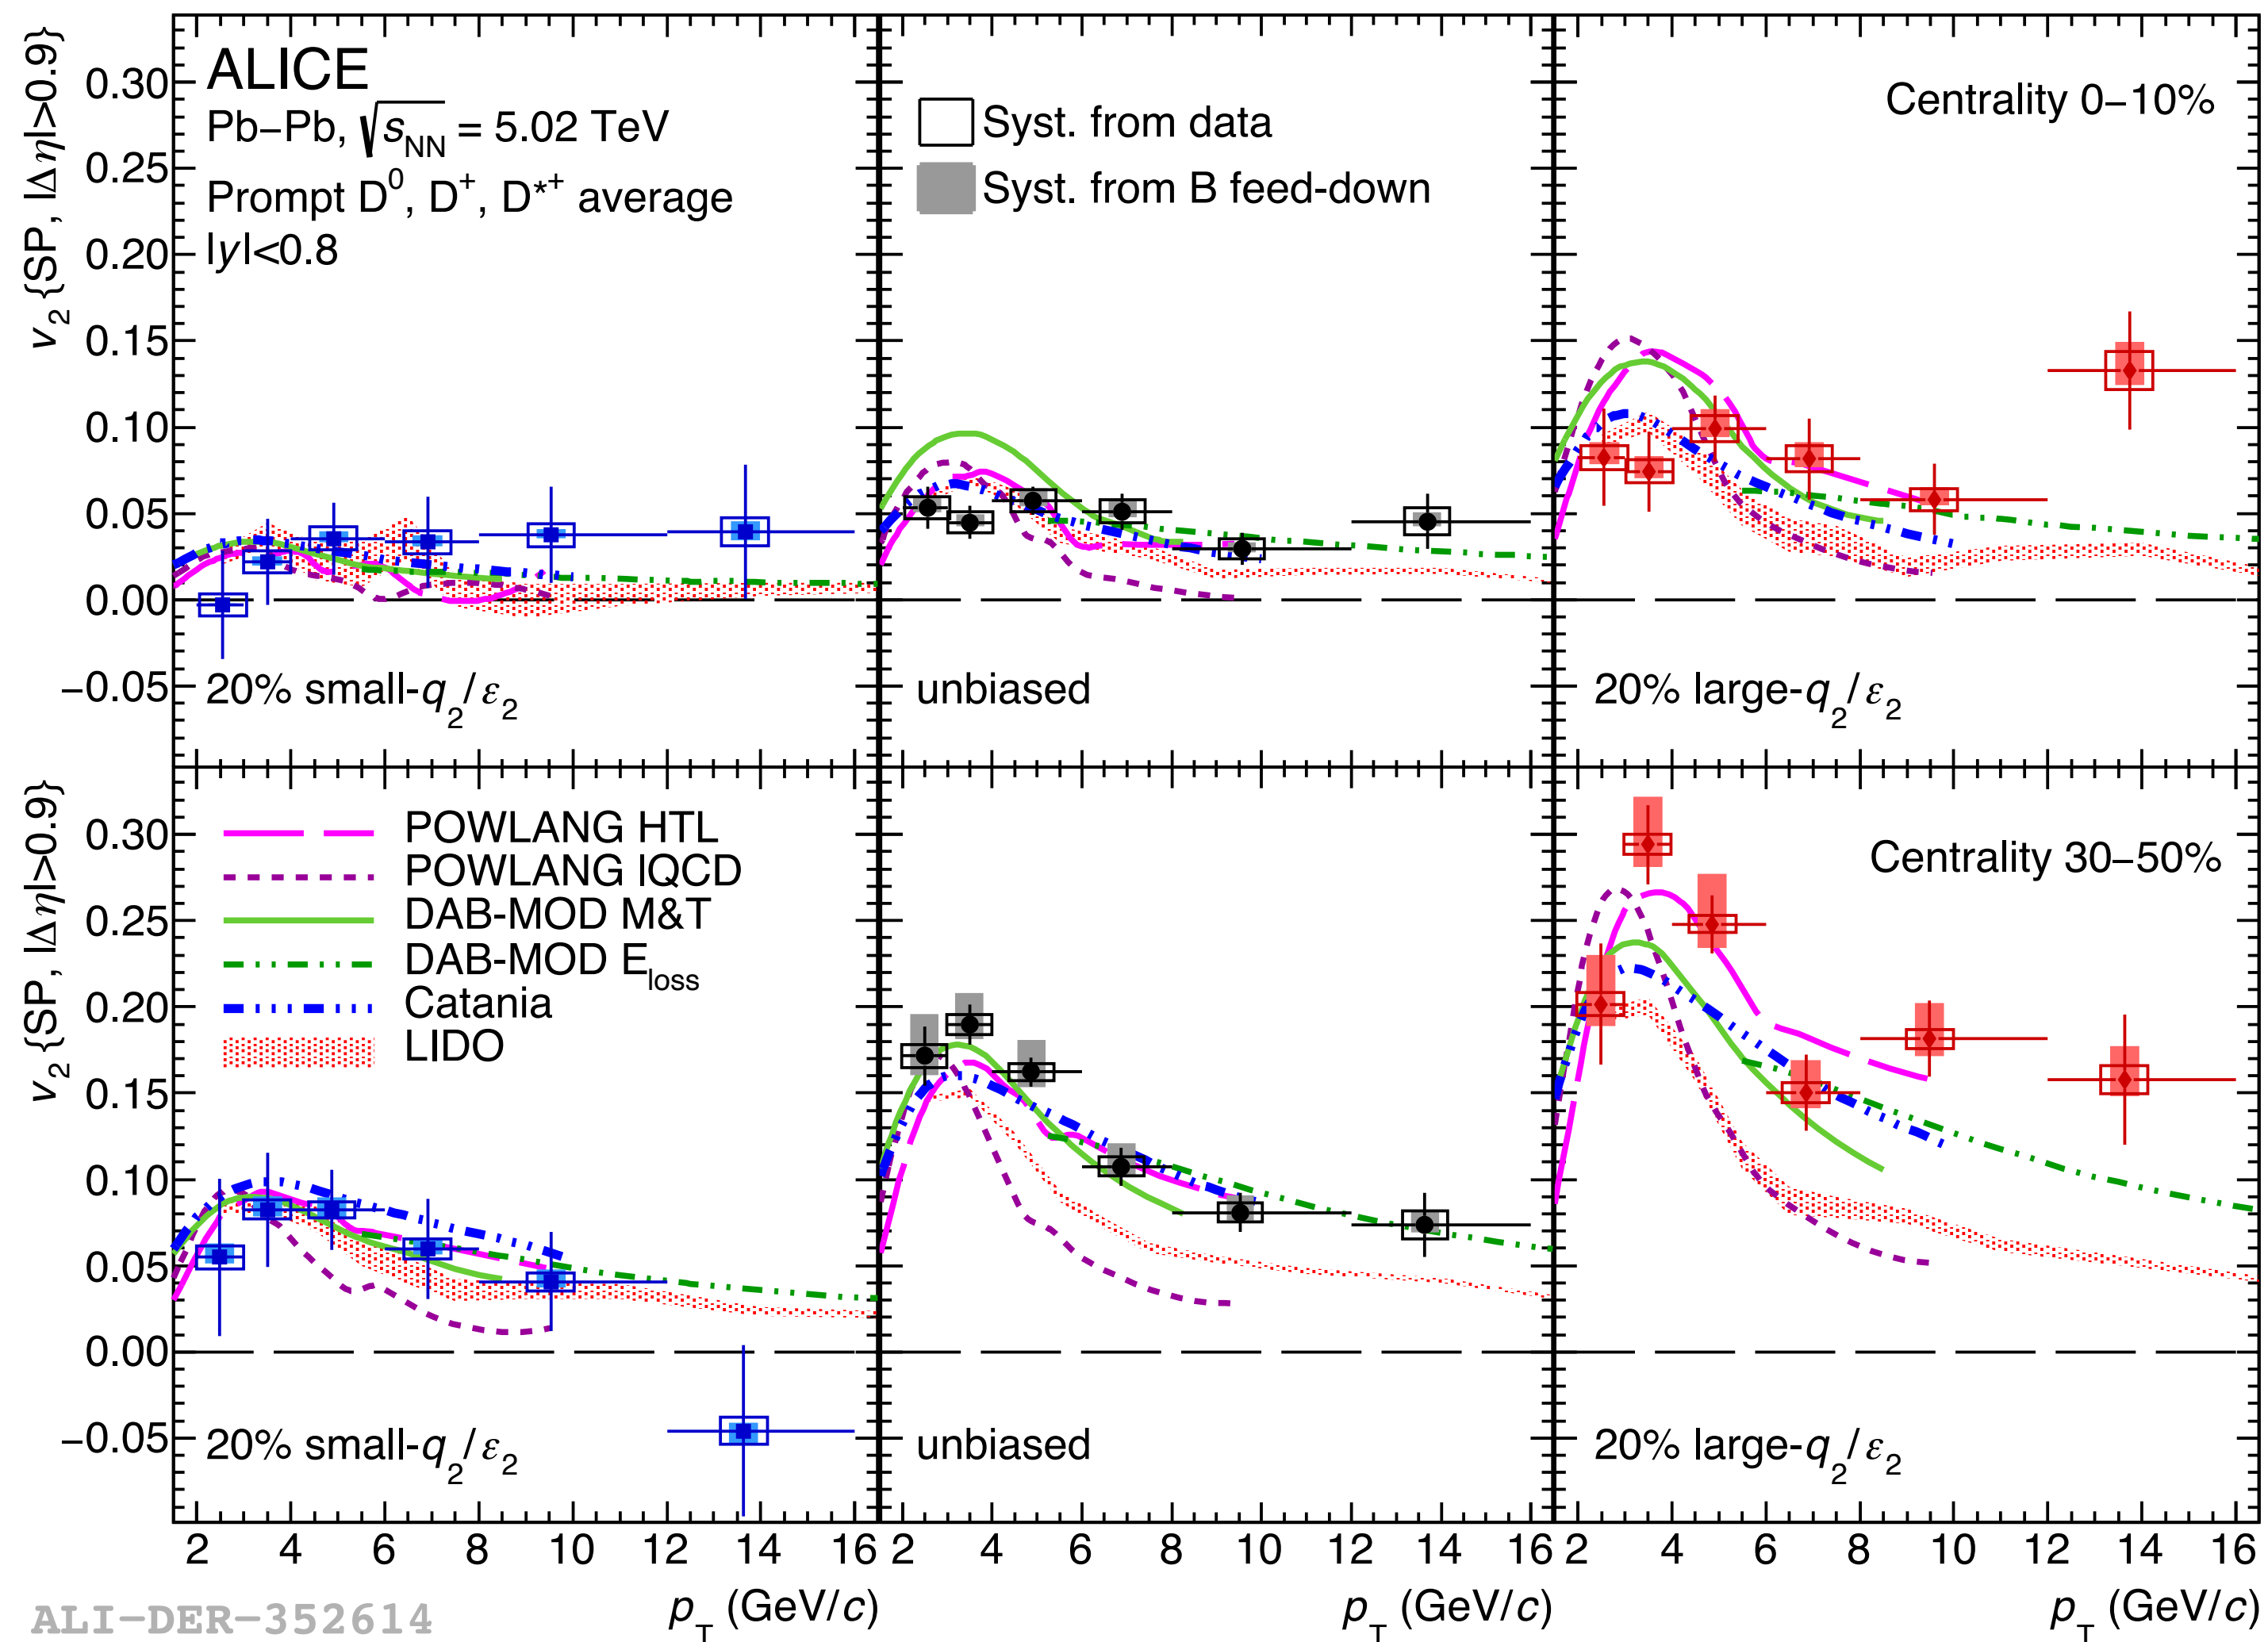 ALICE
Pb–Pb, √sNN = 5.02 TeV
Prompt D⁰, D⁺, D*⁺ average
|y|<0.8
Syst. from data
Syst. from B feed-down
Centrality 0–10%
v₂{SP, |Δη|>0.9}
0.30
0.25
0.20
0.15
0.10
0.05
0.00
−0.05
20% small-q₂/ε₂
unbiased
20% large-q₂/ε₂
POWLANG HTL
POWLANG lQCD
DAB-MOD M&T
DAB-MOD Eloss
Catania
LIDO
Centrality 30–50%
v₂{SP, |Δη|>0.9}
0.30
0.25
0.20
0.15
0.10
0.05
0.00
−0.05
20% small-q₂/ε₂
unbiased
20% large-q₂/ε₂
2 4 6 8 10 12 14 16
2 4 6 8 10 12 14 16
2 4 6 8 10 12 14 16
pT (GeV/c)
pT (GeV/c)
pT (GeV/c)
ALI-DER-352614